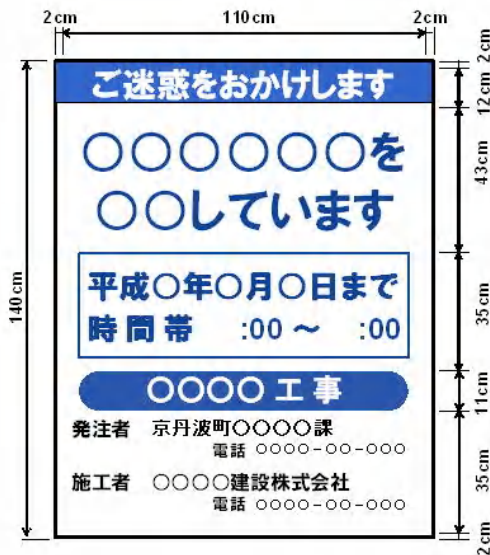 2cm 110cm 2cm
2cm
ご迷惑をおかけします
12cm
○○○○○○を
43cm
○○しています
140cm
平成○年○月○日まで
35cm
時間帯 :00～ :00
○○○○工事
11cm
発注者 京丹波町○○○○課
電話 ○○○○-○○-○○○
35cm
施工者 ○○○○建設株式会社
電話 ○○○○-○○-○○○
2cm